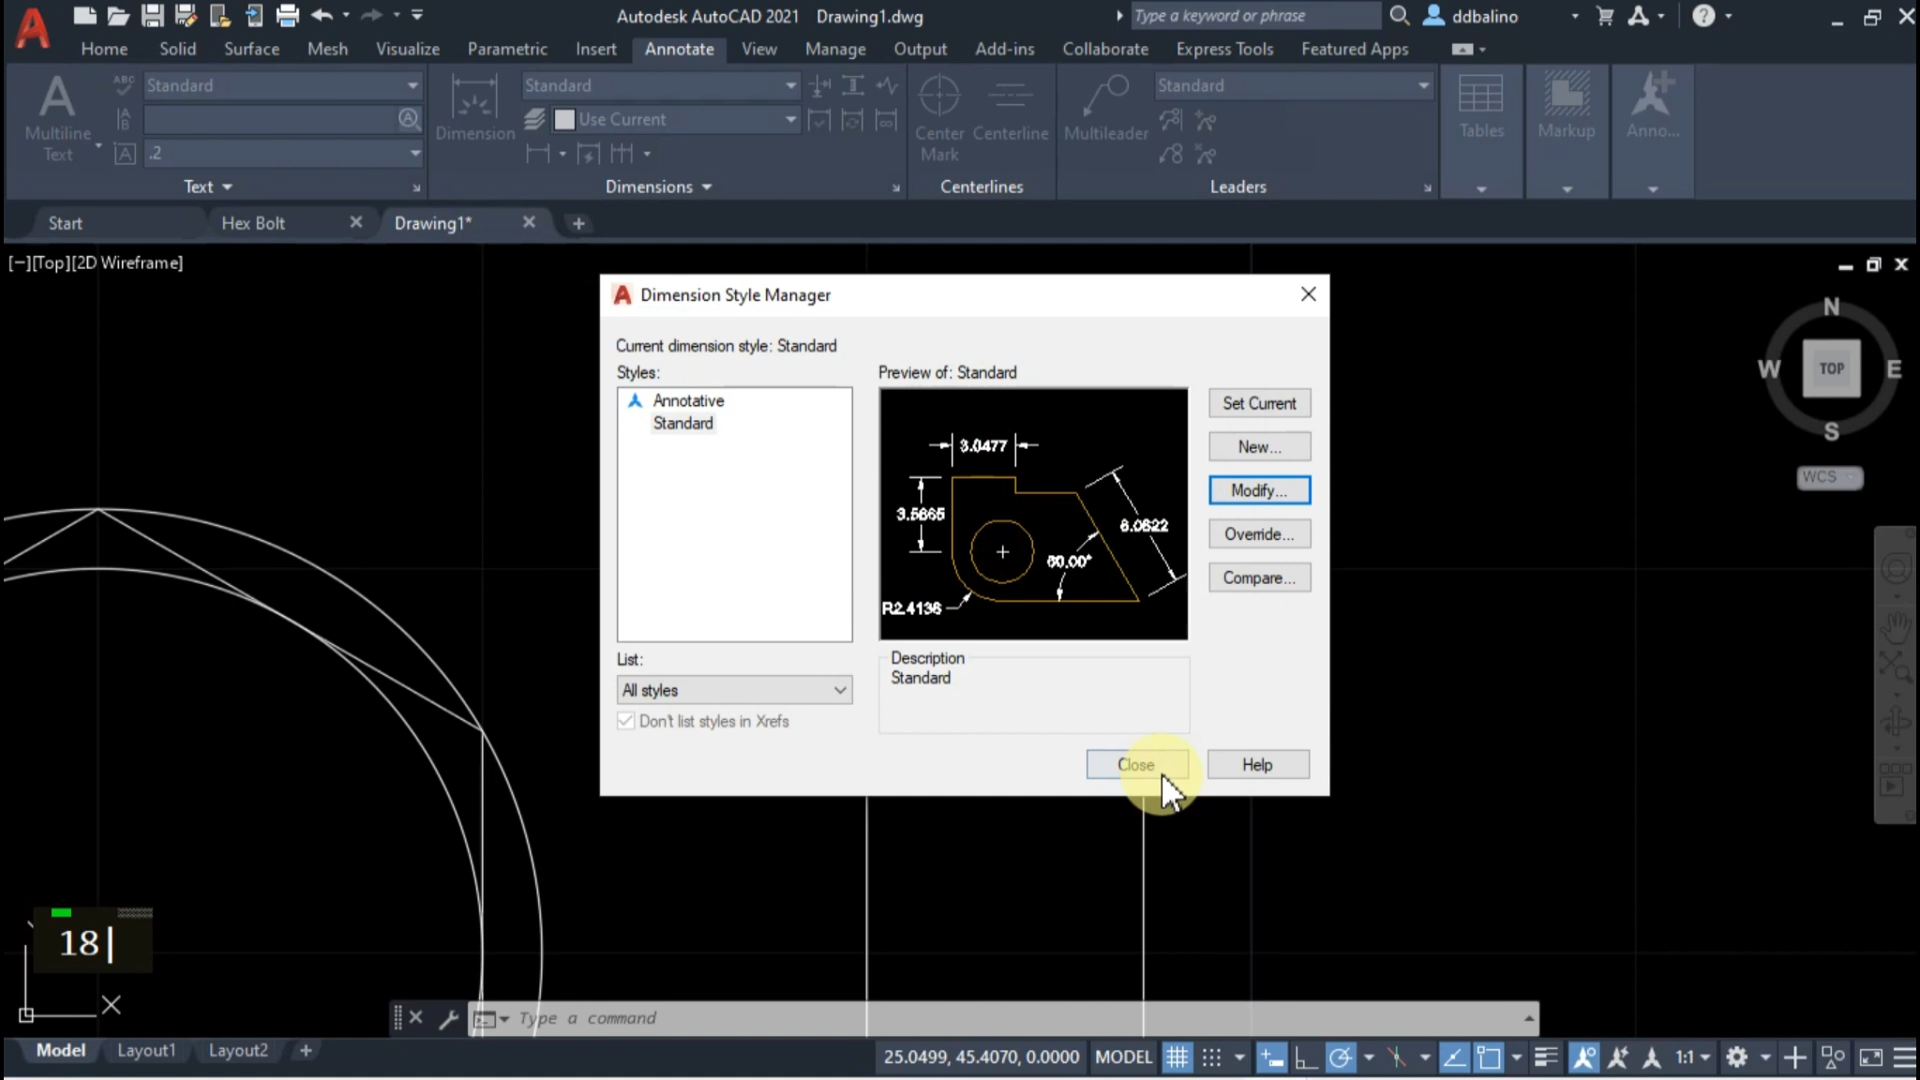 Autodesk AutoCAD 2021 Drawing1.dwg
Type a keyword or phrase
ddbalino
Home Solid Surface Mesh Visualize Parametric Insert Annotate View Manage Output Add-ins Collaborate Express Tools Featured Apps
Multiline
Text
ABC
Standard
.2
Text
Dimension
Standard
Use Current
Dimensions
Center
Mark
Centerline
Centerlines
Multileader
Standard
Leaders
Tables
Markup
Anno...
Start
Hex Bolt
Drawing1*
[−][Top][2D Wireframe]
N
W
TOP
E
S
WCS
Dimension Style Manager
Current dimension style: Standard
Styles:
Annotative
Standard
Preview of: Standard
3.0477
3.5665
6.0622
60.00°
R2.4136
Set Current
New...
Modify...
Override...
Compare...
List:
All styles
Don't list styles in Xrefs
Description
Standard
Close
Help
18
X
Type a command
Model
Layout1
Layout2
25.0499, 45.4070, 0.0000
MODEL
1:1